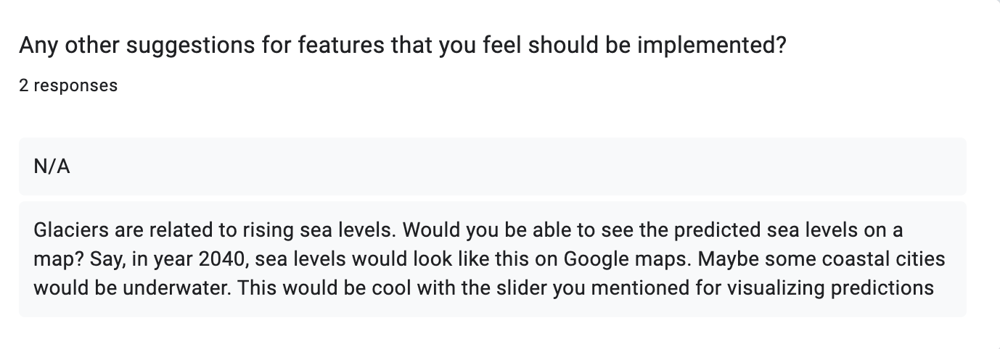 Any other suggestions for features that you feel should be implemented?
2 responses
N/A
Glaciers are related to rising sea levels. Would you be able to see the predicted sea levels on a
map? Say, in year 2040, sea levels would look like this on Google maps. Maybe some coastal cities
would be underwater. This would be cool with the slider you mentioned for visualizing predictions